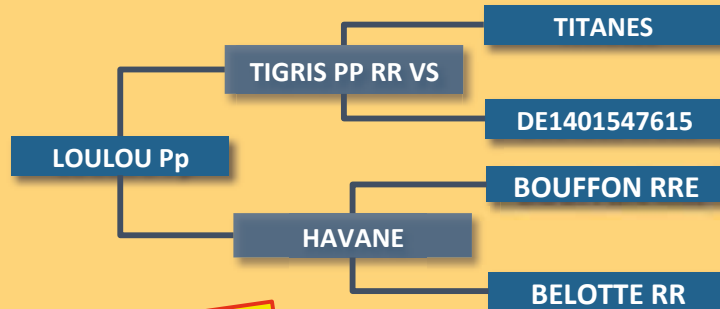 TITANES
TIGRIS PP RR VS
DE1401547615
LOULOU Pp
BOUFFON RRE
HAVANE
BELOTTE RR